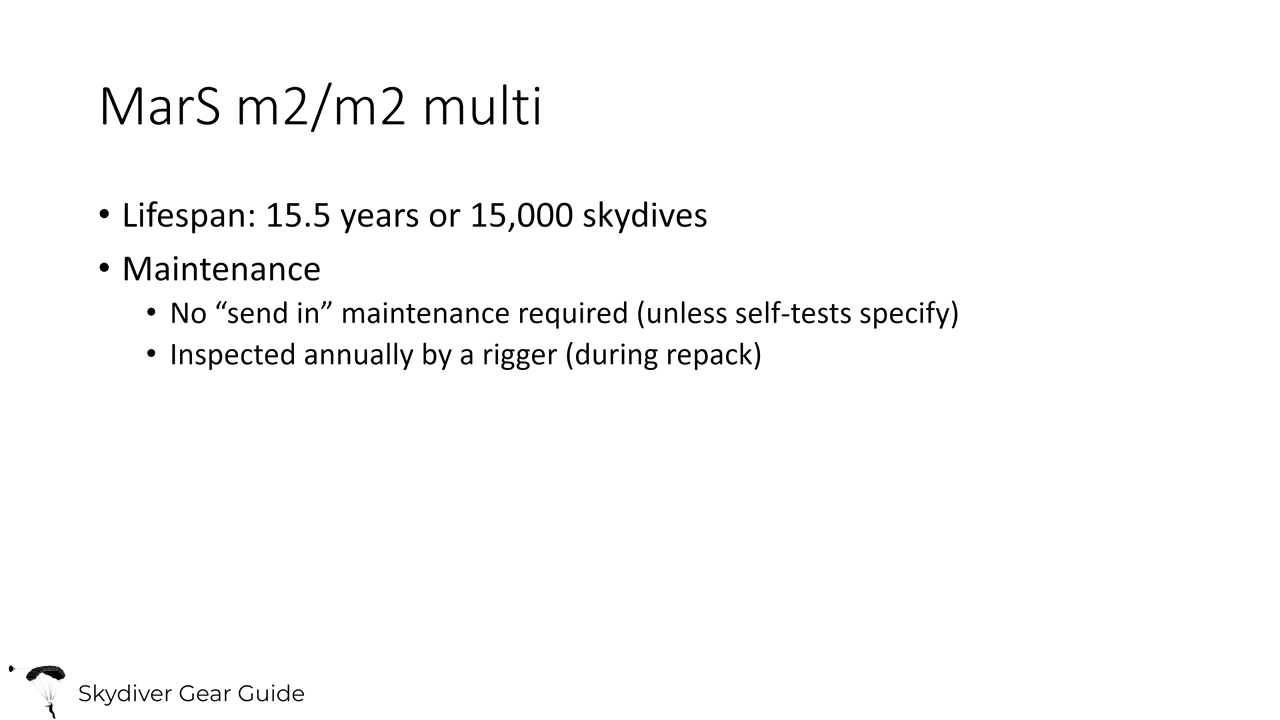 MarS m2/m2 multi
• Lifespan: 15.5 years or 15,000 skydives
• Maintenance
• No “send in” maintenance required (unless self-tests specify)
• Inspected annually by a rigger (during repack)
Skydiver Gear Guide